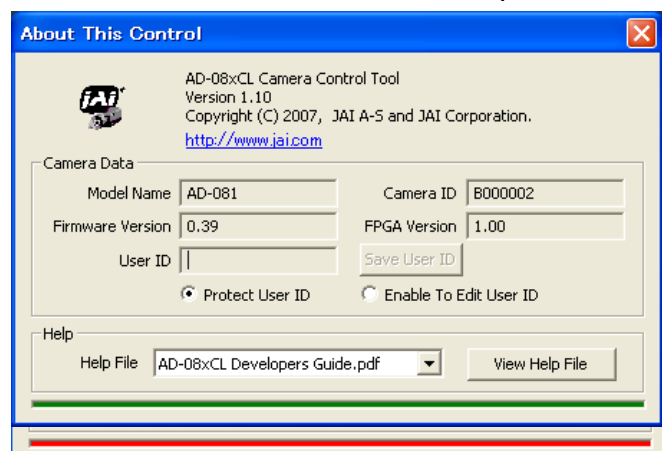 About This Control
JAI
AD-08xCL Camera Control Tool
Version 1.10
Copyright (C) 2007, JAI A-S and JAI Corporation.
http://www.jai.com
Camera Data
Model Name AD-081 Camera ID B000002
Firmware Version 0.39 FPGA Version 1.00
User ID Save User ID
Protect User ID Enable To Edit User ID
Help
Help File AD-08xCL Developers Guide.pdf View Help File